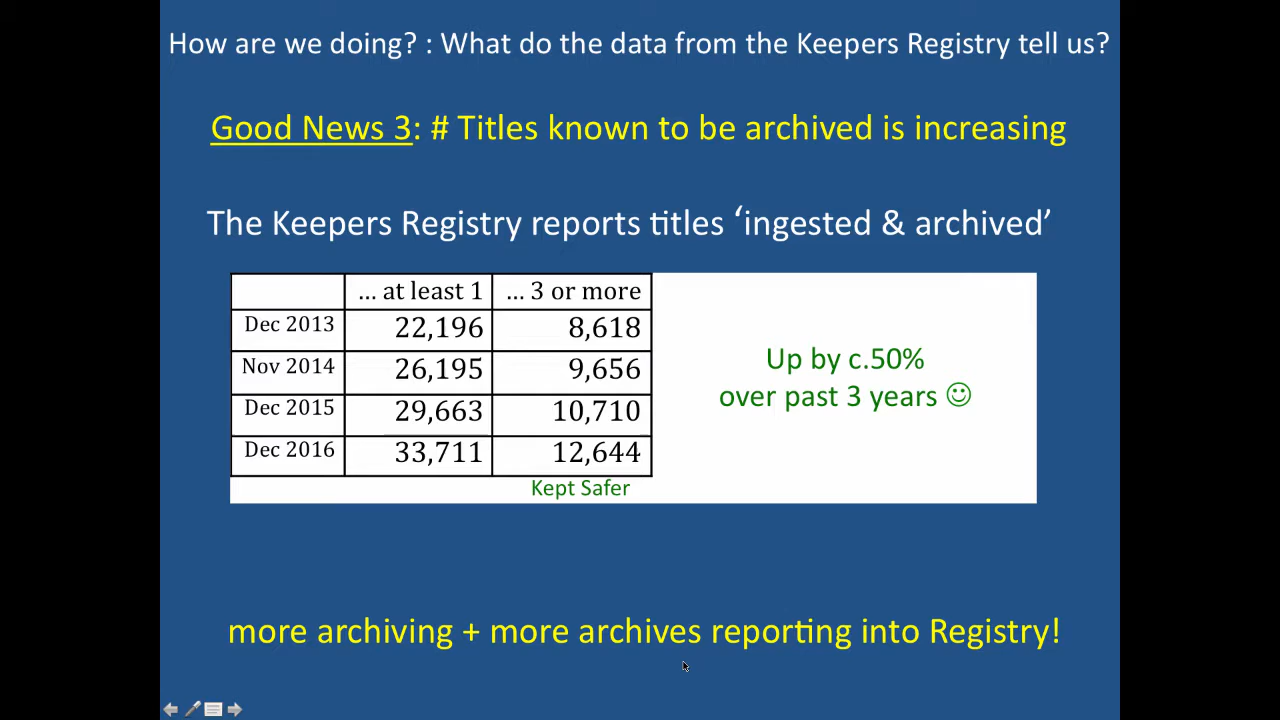 How are we doing? : What do the data from the Keepers Registry tell us?
Good News 3: # Titles known to be archived is increasing
The Keepers Registry reports titles ‘ingested & archived’
... at least 1 ... 3 or more
Dec 2013 22,196 8,618
Nov 2014 26,195 9,656
Dec 2015 29,663 10,710
Dec 2016 33,711 12,644
Kept Safer
Up by c.50%
over past 3 years ☺
more archiving + more archives reporting into Registry!